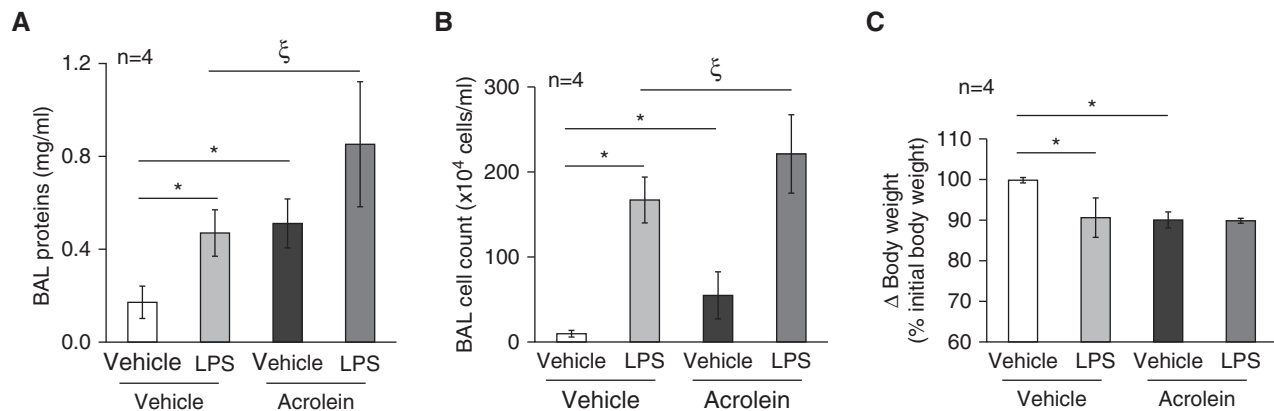 A
n=4
ξ
1.2
0.8
0.4
0.0
BAL proteins (mg/ml)
*
*
Vehicle LPS Vehicle LPS
Vehicle Acrolein
B
n=4
ξ
300
200
100
0
BAL cell count (x10⁴ cells/ml)
*
*
Vehicle LPS Vehicle LPS
Vehicle Acrolein
C
n=4
*
*
110
100
90
80
70
60
Δ Body weight
(% initial body weight)
Vehicle LPS Vehicle LPS
Vehicle Acrolein